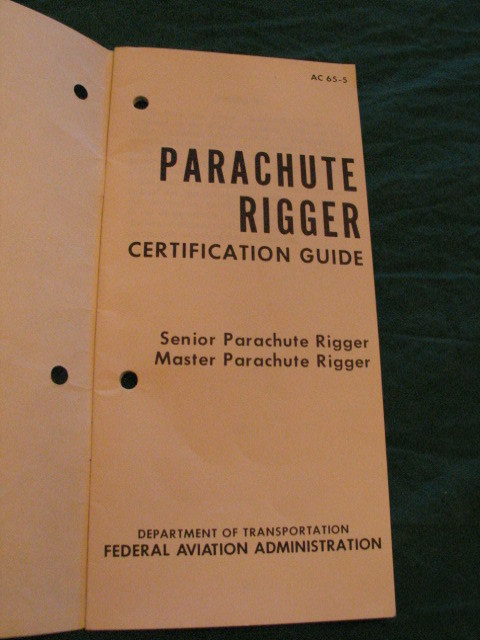 AC 65-5
PARACHUTE
RIGGER
CERTIFICATION GUIDE
Senior Parachute Rigger
Master Parachute Rigger
DEPARTMENT OF TRANSPORTATION
FEDERAL AVIATION ADMINISTRATION